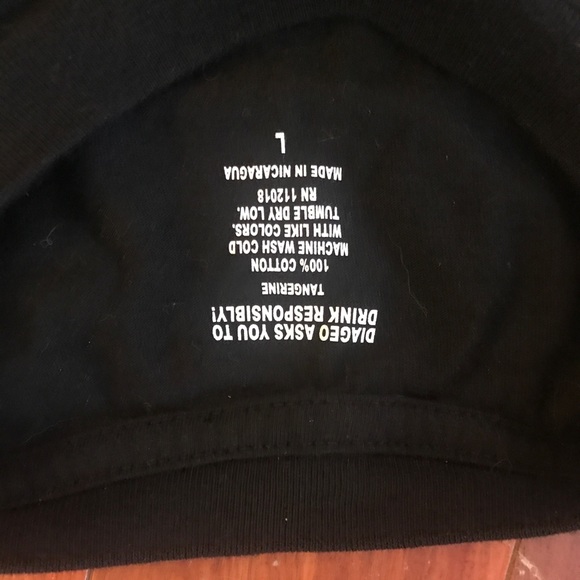 DIAGEO ASKS YOU TO
DRINK RESPONSIBLY!
TANGERINE
100% COTTON
MACHINE WASH COLD
WITH LIKE COLORS.
TUMBLE DRY LOW.
RN 112018
MADE IN NICARAGUA
L